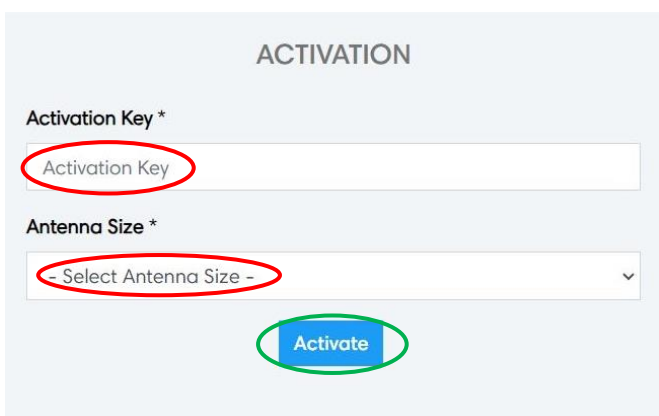 ACTIVATION
Activation Key *
Activation Key
Antenna Size *
- Select Antenna Size -
Activate